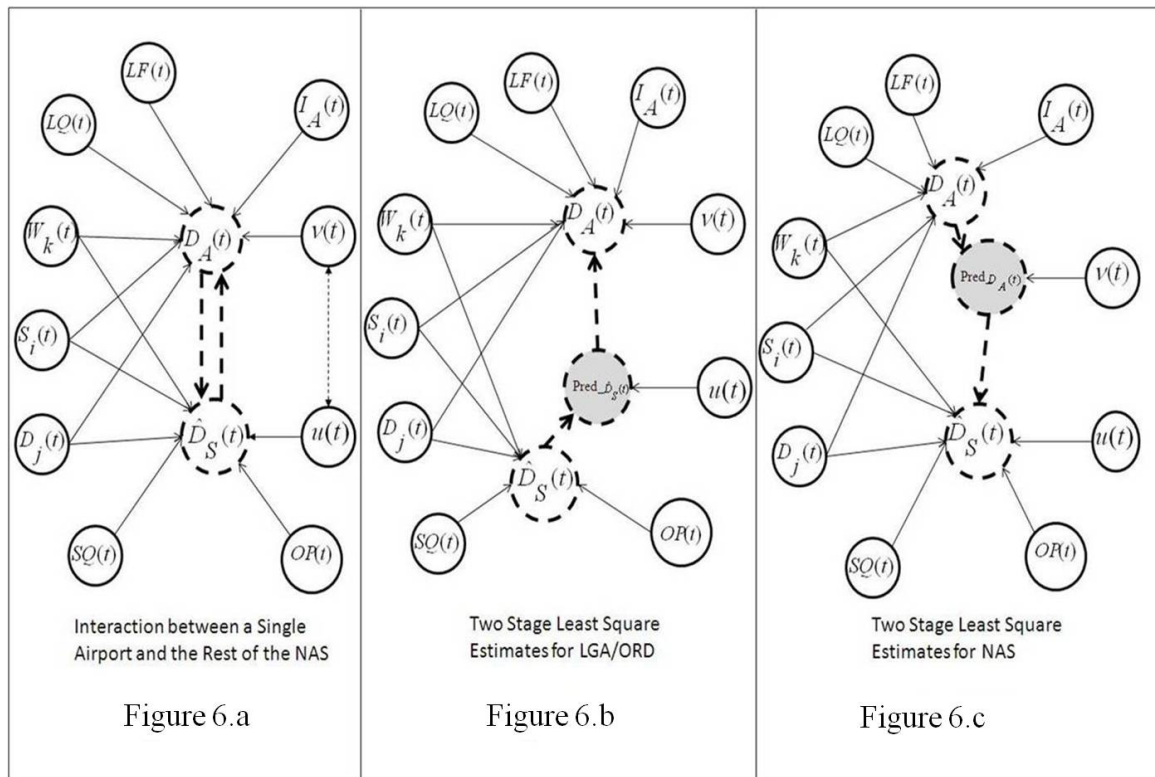 LF(t)
LQ(t)
I_A(t)
W_k(t)
D_A(t)
v(t)
S_i(t)
D_j(t)
D̂_S(t)
u(t)
SQ(t)
OP(t)
Interaction between a Single
Airport and the Rest of the NAS
Figure 6.a
LF(t)
LQ(t)
I_A(t)
W_k(t)
D_A(t)
v(t)
S_i(t)
Pred_D̂_S(t)
u(t)
D_j(t)
D̂_S(t)
SQ(t)
OP(t)
Two Stage Least Square
Estimates for LGA/ORD
Figure 6.b
LF(t)
LQ(t)
I_A(t)
D_A(t)
W_k(t)
Pred_D_A(t)
v(t)
S_i(t)
D_j(t)
D̂_S(t)
u(t)
SQ(t)
OP(t)
Two Stage Least Square
Estimates for NAS
Figure 6.c